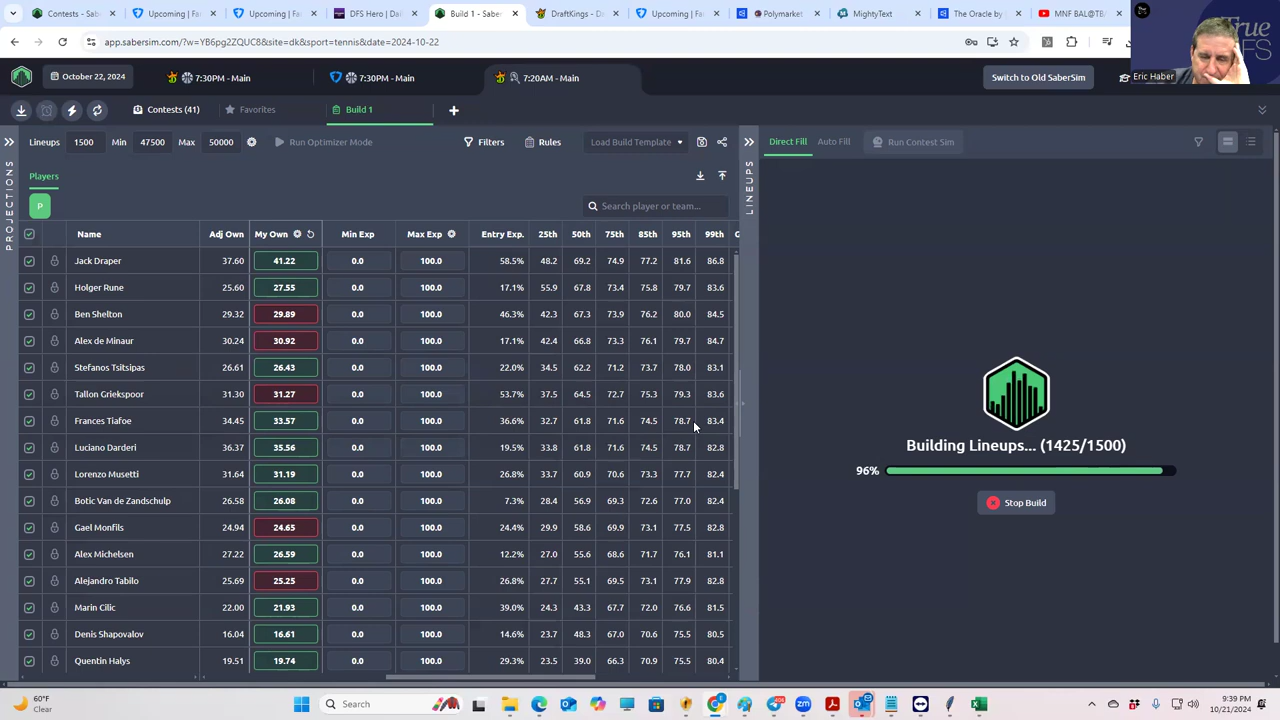 Contests - Saba
Upcoming | Fan
Upcoming | Fan
DFS Hero | Dail
Build 1 - Saber
DraftKings - D
Upcoming | Fan
Polymarket
MightyText
The Oracle by
MNF BAL@TB
True
DFS
Eric Haber
app.sabersim.com/?w=YB6pg2ZQUC8&site=dk&sport=tennis&date=2024-10-22
October 22, 2024
7:30PM - Main
7:30PM - Main
7:20AM - Main
Switch to Old SaberSim
Contests (41)
Favorites
Build 1
Lineups 1500 Min 47500 Max 50000 Run Optimizer Mode Filters Rules Load Build Template
Direct Fill Auto Fill Run Contest Sim
PROJECTIONS
LINEUPS
Players
P
Search player or team...
Name Adj Own My Own Min Exp Max Exp Entry Exp. 25th 50th 75th 85th 95th 99th
Jack Draper 37.60 41.22 0.0 100.0 58.5% 48.2 69.2 74.9 77.2 81.6 86.8
Holger Rune 25.60 27.55 0.0 100.0 17.1% 55.9 67.8 73.4 75.8 79.7 83.6
Ben Shelton 29.32 29.89 0.0 100.0 46.3% 42.3 67.3 73.9 76.2 80.0 84.5
Alex de Minaur 30.24 30.92 0.0 100.0 17.1% 42.4 66.8 73.3 76.1 79.7 84.7
Stefanos Tsitsipas 26.61 26.43 0.0 100.0 22.0% 34.5 62.2 71.2 73.7 78.0 83.1
Tallon Griekspoor 31.30 31.27 0.0 100.0 53.7% 37.5 64.5 72.7 75.3 79.3 83.6
Frances Tiafoe 34.45 33.57 0.0 100.0 36.6% 32.7 61.8 71.6 74.5 78.7 83.4
Luciano Darderi 36.37 35.56 0.0 100.0 19.5% 33.8 61.8 71.5 74.5 78.7 82.8
Lorenzo Musetti 31.64 31.19 0.0 100.0 26.8% 33.7 60.9 70.6 73.3 77.7 82.4
Botic Van de Zandschulp 26.58 26.08 0.0 100.0 7.3% 28.4 56.9 69.3 72.6 77.0 82.4
Gael Monfils 24.94 24.65 0.0 100.0 24.4% 29.9 58.6 69.9 73.1 77.5 82.8
Alex Michelsen 27.22 26.59 0.0 100.0 12.2% 27.0 55.6 68.6 71.7 76.1 81.1
Alejandro Tabilo 25.69 25.25 0.0 100.0 26.8% 27.7 55.1 69.5 73.1 77.9 82.8
Marin Cilic 22.00 21.93 0.0 100.0 39.0% 24.3 43.3 67.7 72.0 76.6 81.5
Denis Shapovalov 16.04 16.61 0.0 100.0 14.6% 23.7 48.3 67.0 70.6 75.5 80.5
Quentin Halys 19.51 19.74 0.0 100.0 29.3% 23.5 39.0 66.3 70.9 75.5 80.4
Building Lineups... (1425/1500)
96%
Stop Build
60°F
Cloudy
Search
9:39 PM
10/21/2024